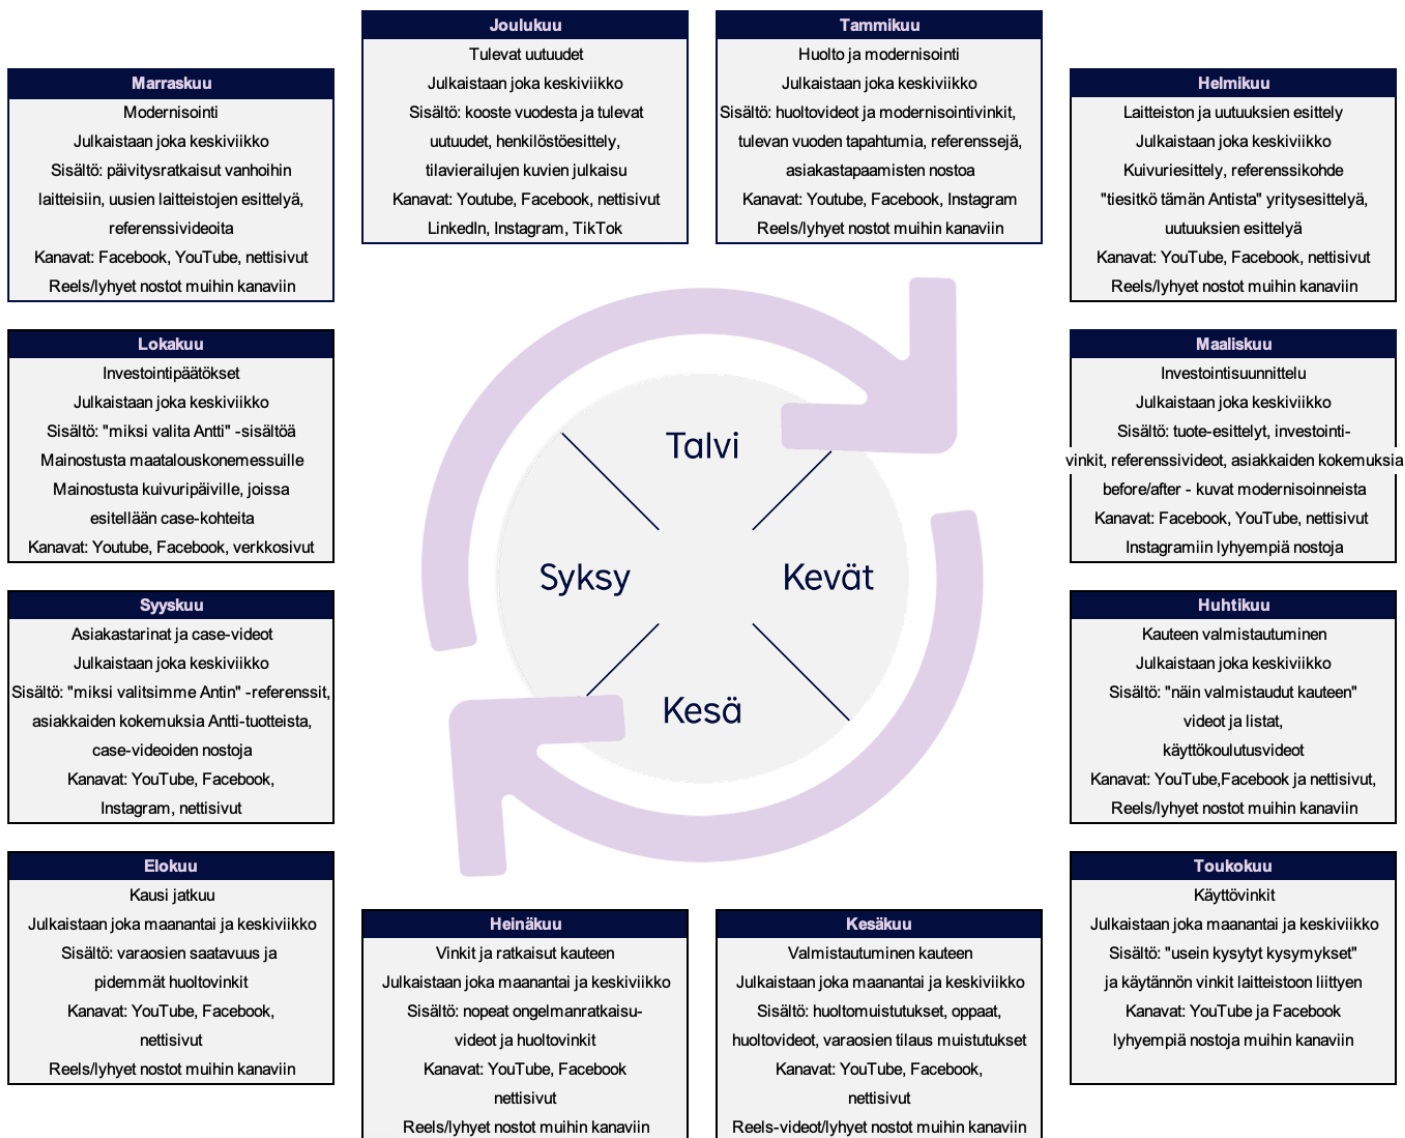 Joulukuu
Tulevat uutuudet
Julkaistaan joka keskiviikko
Sisältö: kooste vuodesta ja tulevat
uutuudet, henkilöstöesittely,
tilavierailujen kuvien julkaisu
Kanavat: Youtube, Facebook, nettisivut
LinkedIn, Instagram, TikTok
Tammikuu
Huolto ja modernisointi
Julkaistaan joka keskiviikko
Sisältö: huoltovideot ja modernisointivinkit,
tulevan vuoden tapahtumia, referenssejä,
asiakastapaamisten nostoa
Kanavat: Youtube, Facebook, Instagram
Reels/lyhyet nostot muihin kanaviin
Helmikuu
Laitteiston ja uutuuksien esittely
Julkaistaan joka keskiviikko
Kuivuriesittely, referenssikohde
"tiesitkö tämän Antista" yritysesittelyä,
uutuuksien esittelyä
Kanavat: YouTube, Facebook, nettisivut
Reels/lyhyet nostot muihin kanaviin
Maaliskuu
Investointisuunnittelu
Julkaistaan joka keskiviikko
Sisältö: tuote-esittelyt, investointi-
vinkit, referenssivideot, asiakkaiden kokemuksia
before/after - kuvat modernisoinneista
Kanavat: Facebook, YouTube, nettisivut
Instagramiin lyhyempiä nostoja
Huhtikuu
Kauteen valmistautuminen
Julkaistaan joka keskiviikko
Sisältö: "näin valmistaudut kauteen"
videot ja listat,
käyttökoulutusvideot
Kanavat: YouTube,Facebook ja nettisivut,
Reels/lyhyet nostot muihin kanaviin
Toukokuu
Käyttövinkit
Julkaistaan joka maanantai ja keskiviikko
Sisältö: "usein kysytyt kysymykset"
ja käytännön vinkit laitteistoon liittyen
Kanavat: YouTube ja Facebook
lyhyempiä nostoja muihin kanaviin
Kesäkuu
Valmistautuminen kauteen
Julkaistaan joka maanantai ja keskiviikko
Sisältö: huoltomuistutukset, oppaat,
huoltovideot, varaosien tilaus muistutukset
Kanavat: YouTube, Facebook,
nettisivut
Reels-videot/lyhyet nostot muihin kanaviin
Heinäkuu
Vinkit ja ratkaisut kauteen
Julkaistaan joka maanantai ja keskiviikko
Sisältö: nopeat ongelmanratkaisu-
videot ja huoltovinkit
Kanavat: YouTube, Facebook
nettisivut
Reels/lyhyet nostot muihin kanaviin
Elokuu
Kausi jatkuu
Julkaistaan joka maanantai ja keskiviikko
Sisältö: varaosien saatavuus ja
pidemmät huoltovinkit
Kanavat: YouTube, Facebook,
nettisivut
Reels/lyhyet nostot muihin kanaviin
Syyskuu
Asiakastarinat ja case-videot
Julkaistaan joka keskiviikko
Sisältö: "miksi valitsimme Antin" -referenssit,
asiakkaiden kokemuksia Antti-tuotteista,
case-videoiden nostoja
Kanavat: YouTube, Facebook,
Instagram, nettisivut
Lokakuu
Investointipäätökset
Julkaistaan joka keskiviikko
Sisältö: "miksi valita Antti" -sisältöä
Mainostusta maatalouskonemessuille
Mainostusta kuivuripäiville, joissa
esitellään case-kohteita
Kanavat: Youtube, Facebook, verkkosivut
Marraskuu
Modernisointi
Julkaistaan joka keskiviikko
Sisältö: päivitysratkaisut vanhoihin
laitteisiin, uusien laitteistojen esittelyä,
referenssivideoita
Kanavat: Facebook, YouTube, nettisivut
Reels/lyhyet nostot muihin kanaviin
Talvi
Kevät
Kesä
Syksy